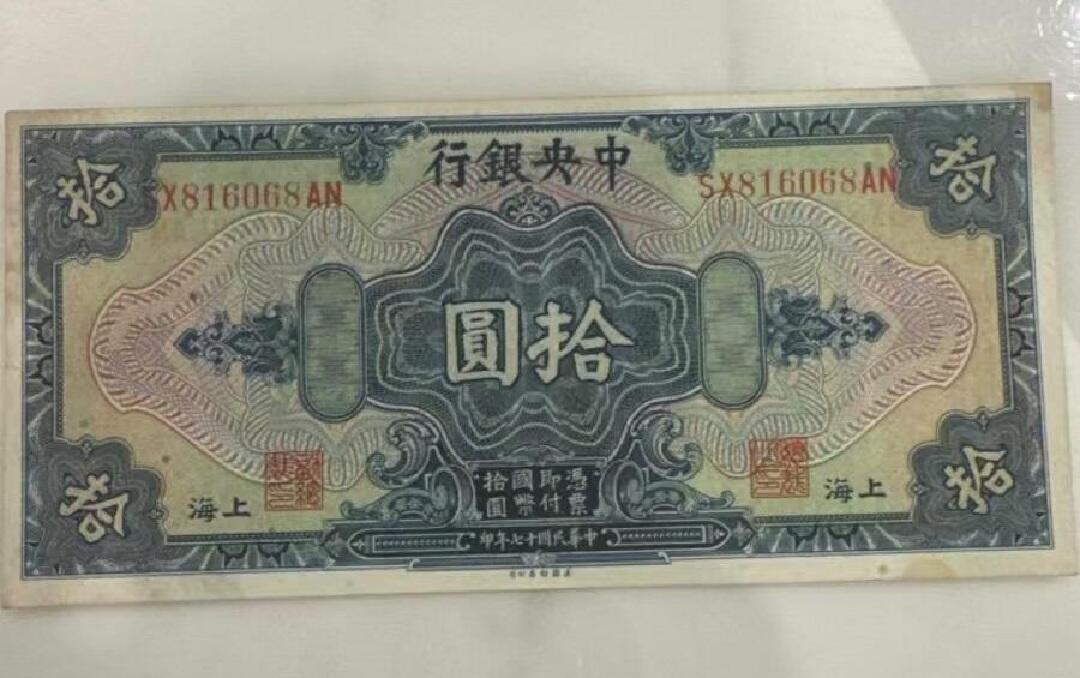 中央銀行
拾
拾
SX816068AN
SX816068AN
拾圓
上海
上海
憑票
即付
國幣
拾圓
拾
拾
中華民國十七年印